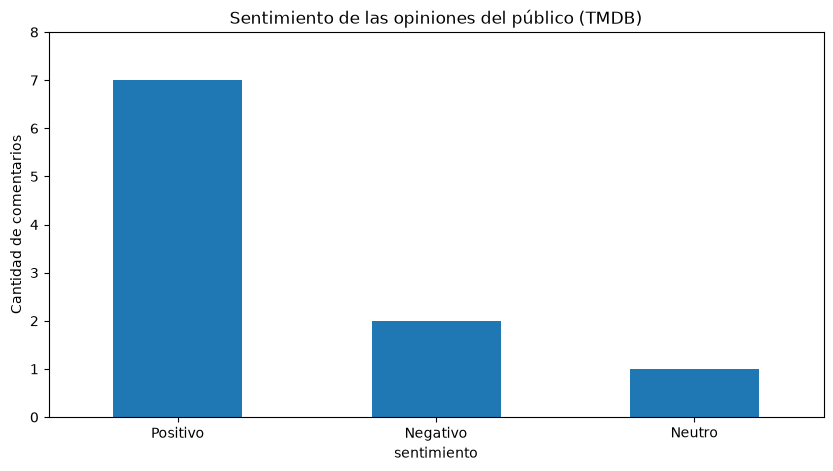 Sentimiento de las opiniones del público (TMDB)
8
7
6
5
4
3
2
1
0
Cantidad de comentarios
Positivo
Negativo
Neutro
sentimiento